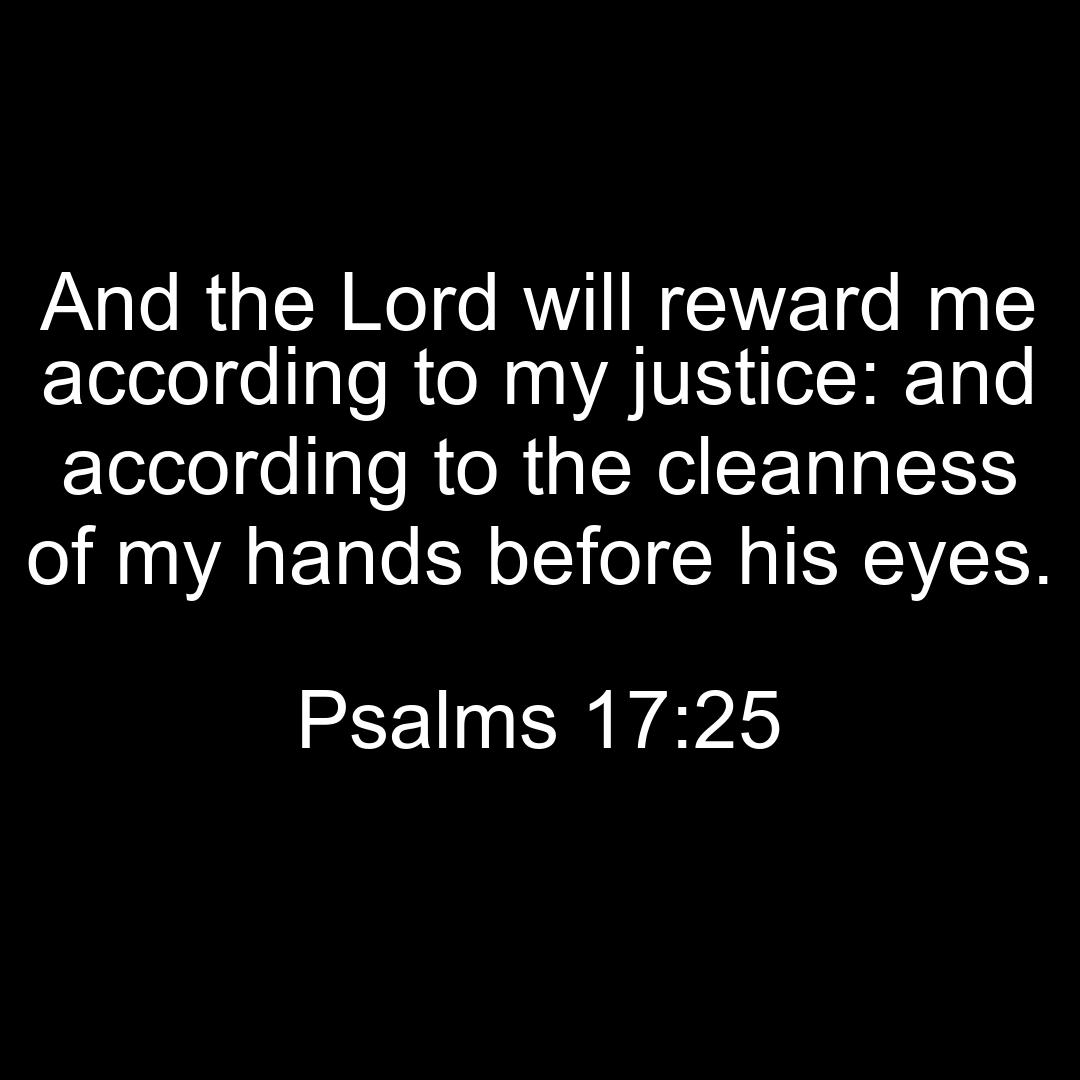 And the Lord will reward me
according to my justice: and
according to the cleanness
of my hands before his eyes.
Psalms 17:25